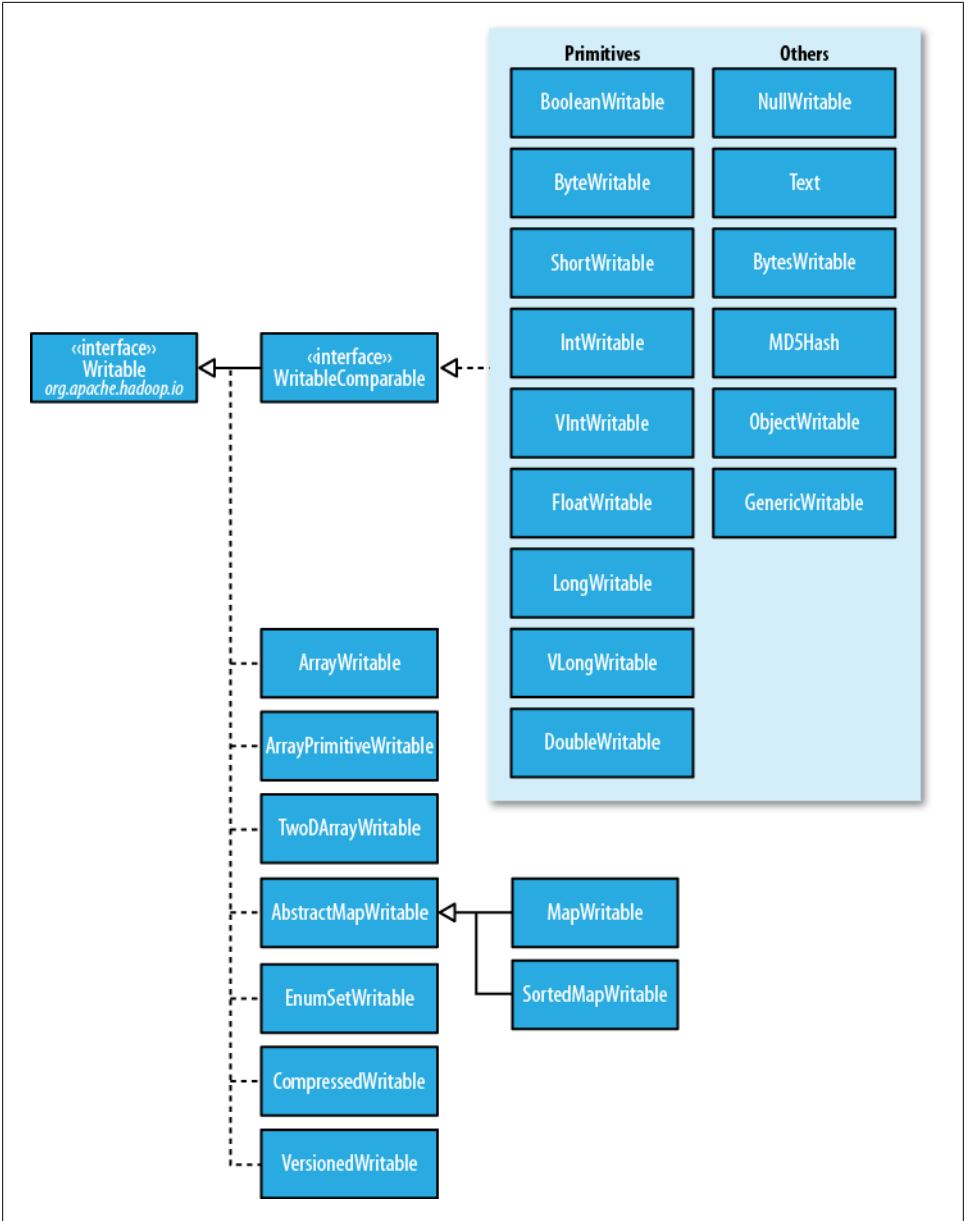 Primitives
Others
BooleanWritable
NullWritable
ByteWritable
Text
ShortWritable
BytesWritable
‹‹interface››
Writable
org.apache.hadoop.io
‹‹interface››
WritableComparable
IntWritable
MD5Hash
VIntWritable
ObjectWritable
FloatWritable
GenericWritable
LongWritable
VLongWritable
DoubleWritable
ArrayWritable
ArrayPrimitiveWritable
TwoDArrayWritable
AbstractMapWritable
MapWritable
EnumSetWritable
SortedMapWritable
CompressedWritable
VersionedWritable